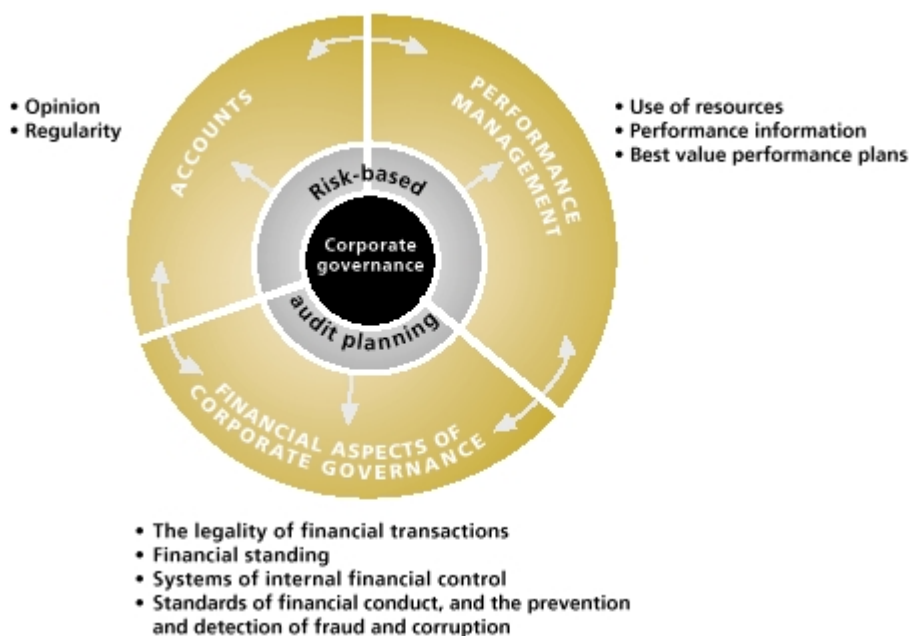 • Opinion
• Regularity
ACCOUNTS
PERFORMANCE
MANAGEMENT
• Use of resources
• Performance information
• Best value performance plans
Risk-based
Corporate
governance
audit planning
FINANCIAL ASPECTS OF
CORPORATE GOVERNANCE
• The legality of financial transactions
• Financial standing
• Systems of internal financial control
• Standards of financial conduct, and the prevention
and detection of fraud and corruption